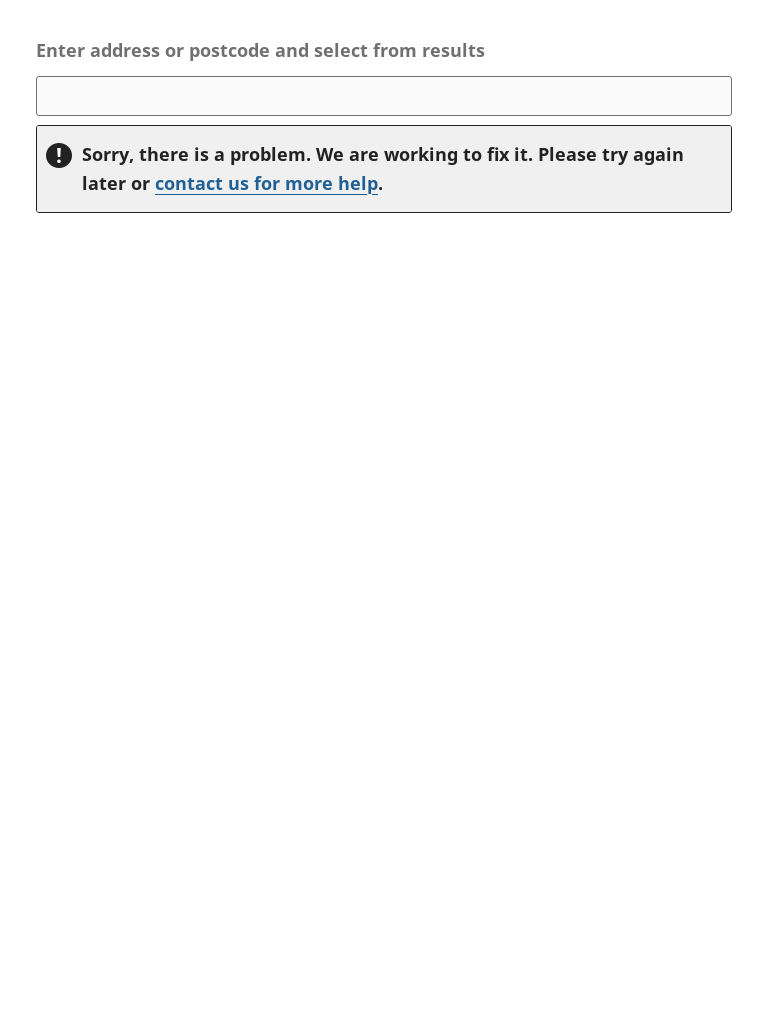 Enter address or postcode and select from results
Sorry, there is a problem. We are working to fix it. Please try again
later or contact us for more help.